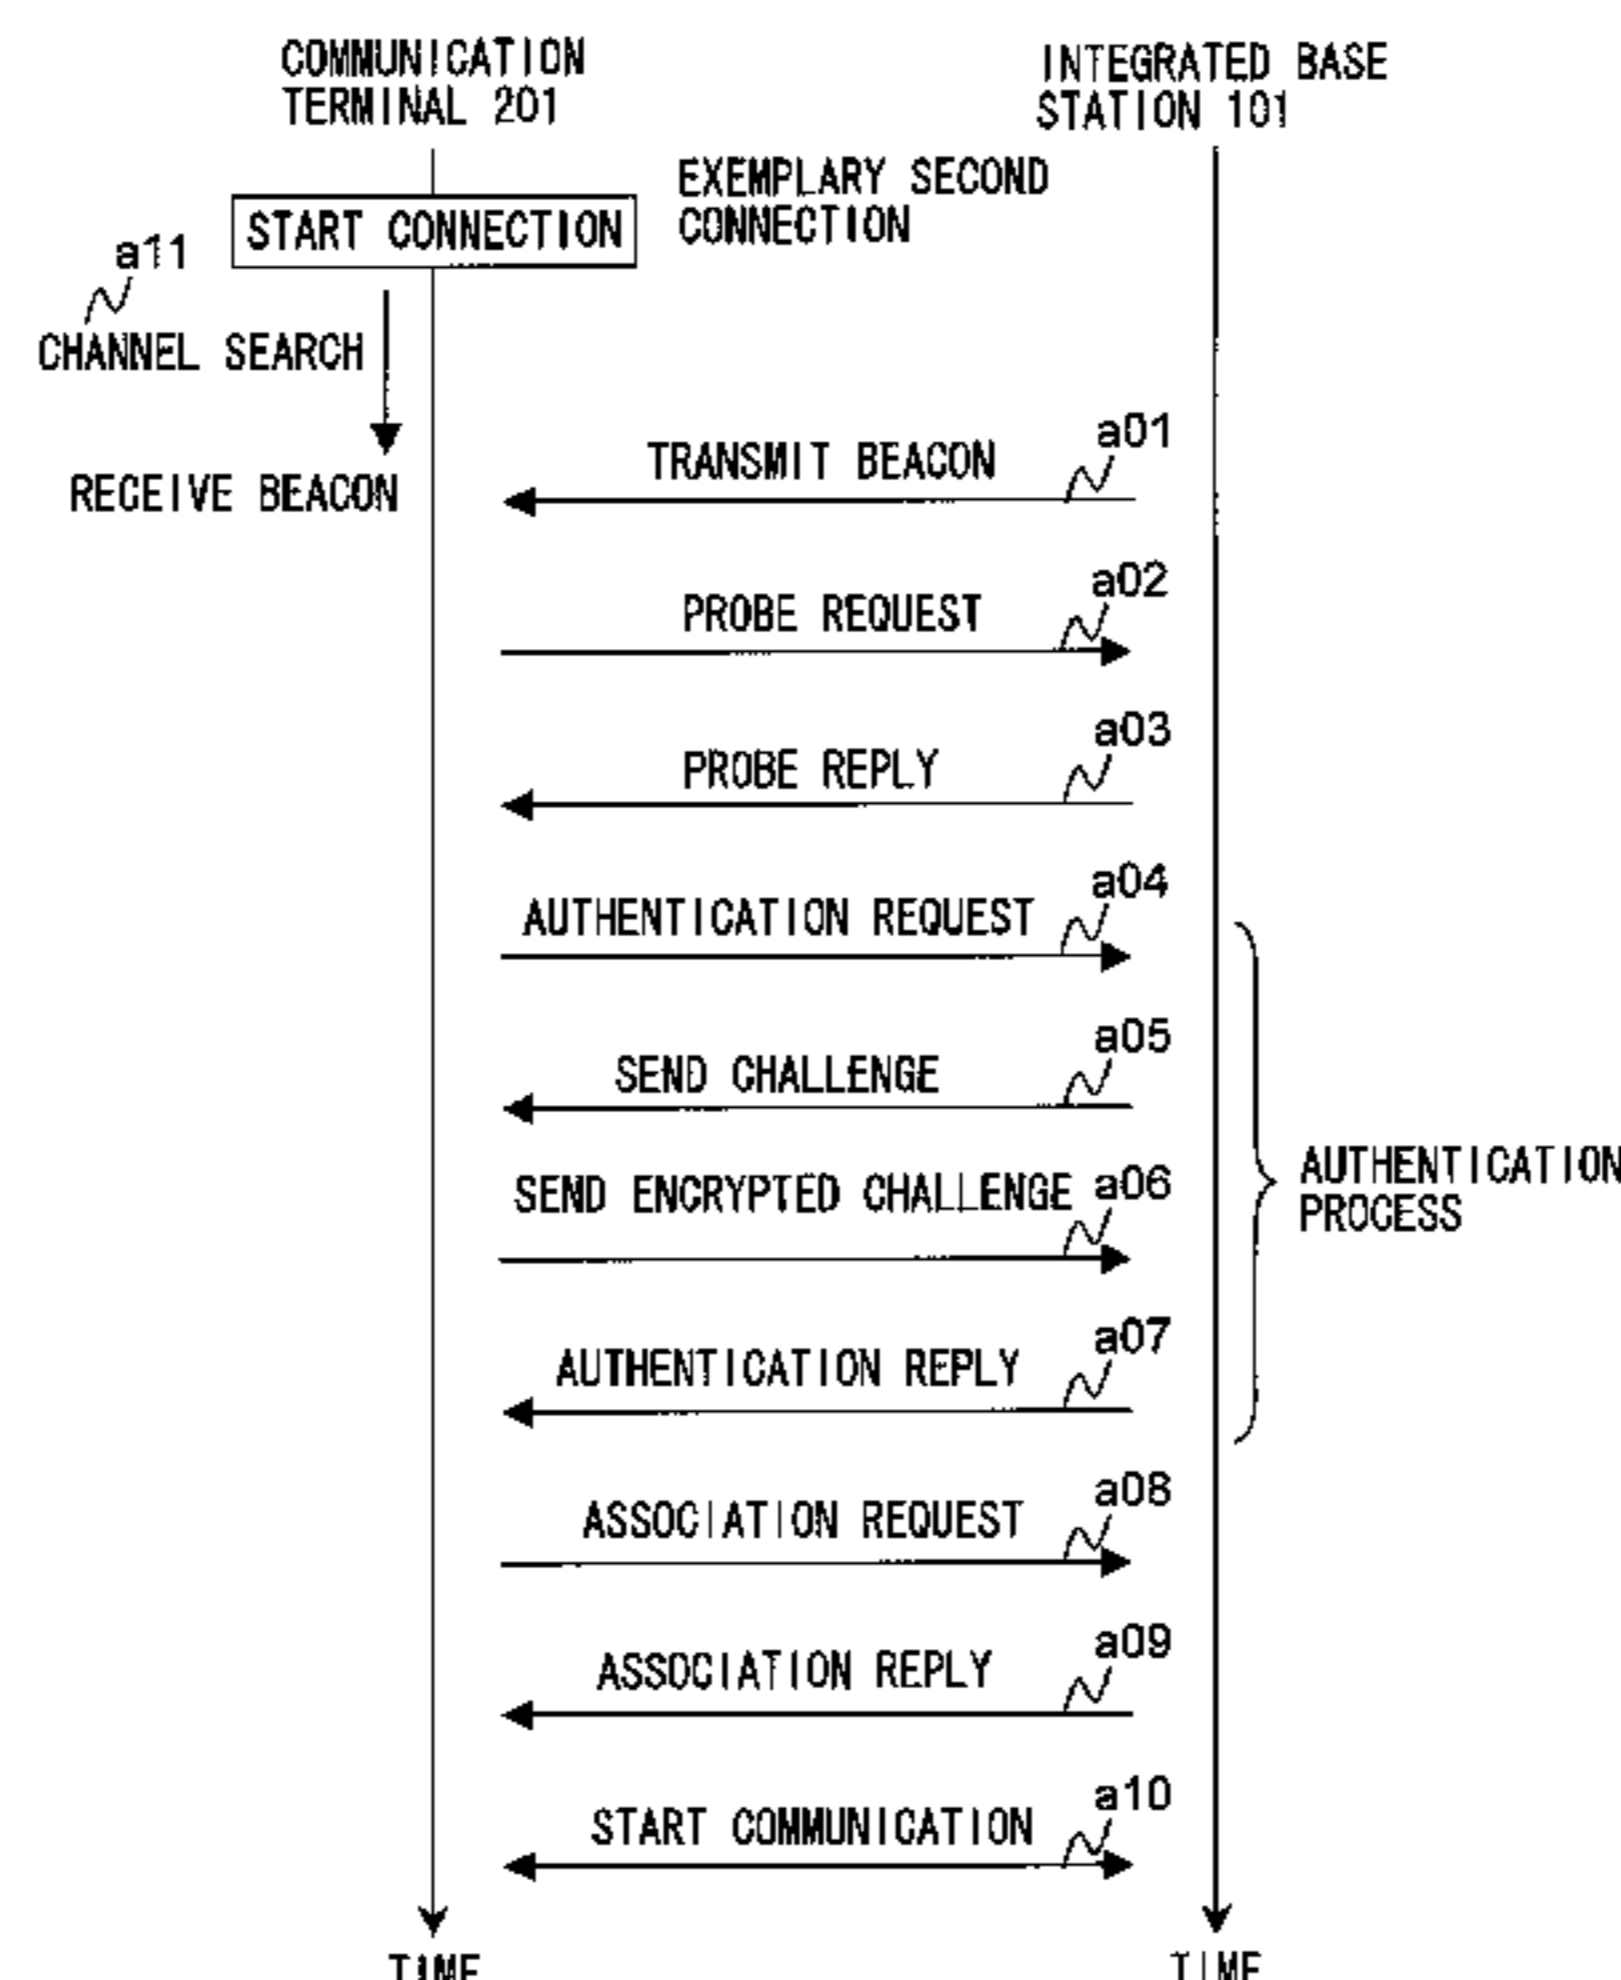 COMMUNICATION
TERMINAL 201
INTEGRATED BASE
STATION 101
EXEMPLARY SECOND
CONNECTION
START CONNECTION
a11
CHANNEL SEARCH
RECEIVE BEACON
a01
TRANSMIT BEACON
a02
PROBE REQUEST
a03
PROBE REPLY
a04
AUTHENTICATION REQUEST
a05
SEND CHALLENGE
a06
SEND ENCRYPTED CHALLENGE
AUTHENTICATION
PROCESS
a07
AUTHENTICATION REPLY
a08
ASSOCIATION REQUEST
a09
ASSOCIATION REPLY
a10
START COMMUNICATION
TIME
TIME